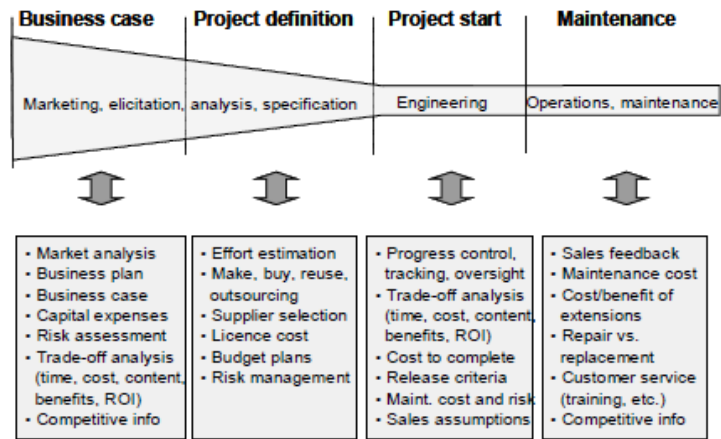 Business case
Project definition
Project start
Maintenance
Marketing, elicitation, analysis, specification
Engineering
Operations, maintenance
• Market analysis
• Business plan
• Business case
• Capital expenses
• Risk assessment
• Trade-off analysis
(time, cost, content,
benefits, ROI)
• Competitive info
• Effort estimation
• Make, buy, reuse,
outsourcing
• Supplier selection
• Licence cost
• Budget plans
• Risk management
• Progress control,
tracking, oversight
• Trade-off analysis
(time, cost, content,
benefits, ROI)
• Cost to complete
• Release criteria
• Maint. cost and risk
• Sales assumptions
• Sales feedback
• Maintenance cost
• Cost/benefit of
extensions
• Repair vs.
replacement
• Customer service
(training, etc.)
• Competitive info